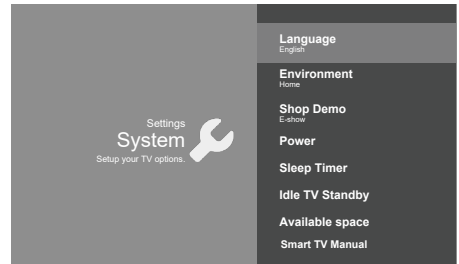 Settings
System
Setup your TV options.
Language
English
Environment
Home
Shop Demo
E-show
Power
Sleep Timer
Idle TV Standby
Available space
Smart TV Manual